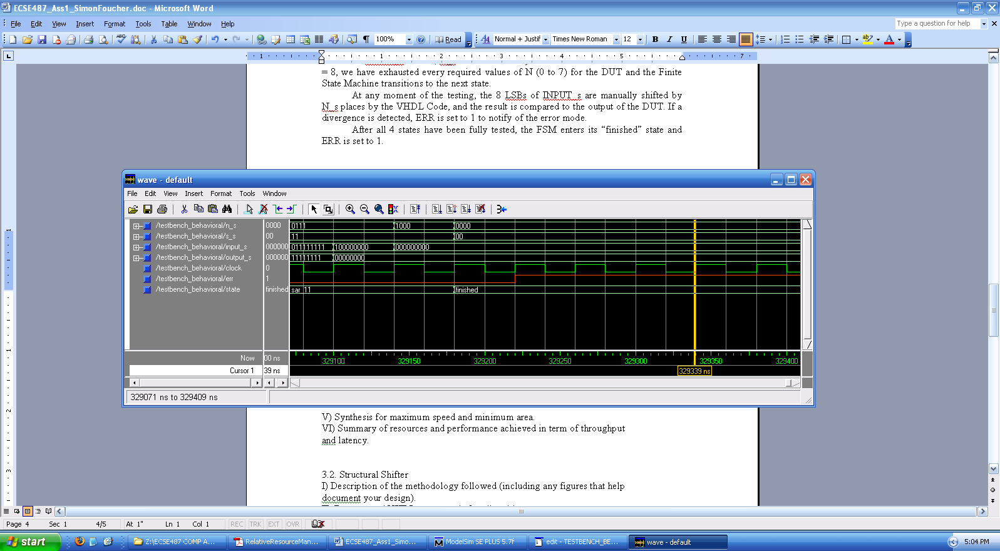 ECSE487_Ass1_SimonFoucher.doc - Microsoft Word
File Edit View Insert Format Tools Table Window Help
Type a question for help
100% Read Normal + Justif Times New Roman 12 B I U
1 1 2 3 4 5 7
= 8, we have exhausted every required values of N (0 to 7) for the DUT and the Finite
State Machine transitions to the next state.
At any moment of the testing, the 8 LSBs of INPUT_s are manually shifted by
N_s places by the VHDL Code, and the result is compared to the output of the DUT. If a
divergence is detected, ERR is set to 1 to notify of the error mode.
After all 4 states have been fully tested, the FSM enters its “finished” state and
ERR is set to 1.
wave - default
File Edit View Insert Format Tools Window
/testbench_behavioral/n_s 0000 0111 1000 0000
/testbench_behavioral/s_s 00 11 00
/testbench_behavioral/input_s 000000 011111111 100000000 000000000
/testbench_behavioral/output_s 000000 11111111 00000000
/testbench_behavioral/clock 0
/testbench_behavioral/err 1
/testbench_behavioral/state finished sar 11 finished
Now 00 ns 329100 329150 329200 329250 329300 329350 329400
Cursor 1 39 ns 329339 ns
329071 ns to 329409 ns
V) Synthesis for maximum speed and minimum area.
VI) Summary of resources and performance achieved in term of throughput
and latency.
3.2. Structural Shifter
I) Description of the methodology followed (including any figures that help
document your design).
Page 4 Sec 1 4/5 At 1" Ln 1 Col 1 REC TRK EXT OVR
start Z:\ECSE487 COMP A... RelativeResourceMan... ECSE487_Ass1_Simo... ModelSim SE PLUS 5.7f edit - TESTBENCH_BE... wave - default 5:04 PM